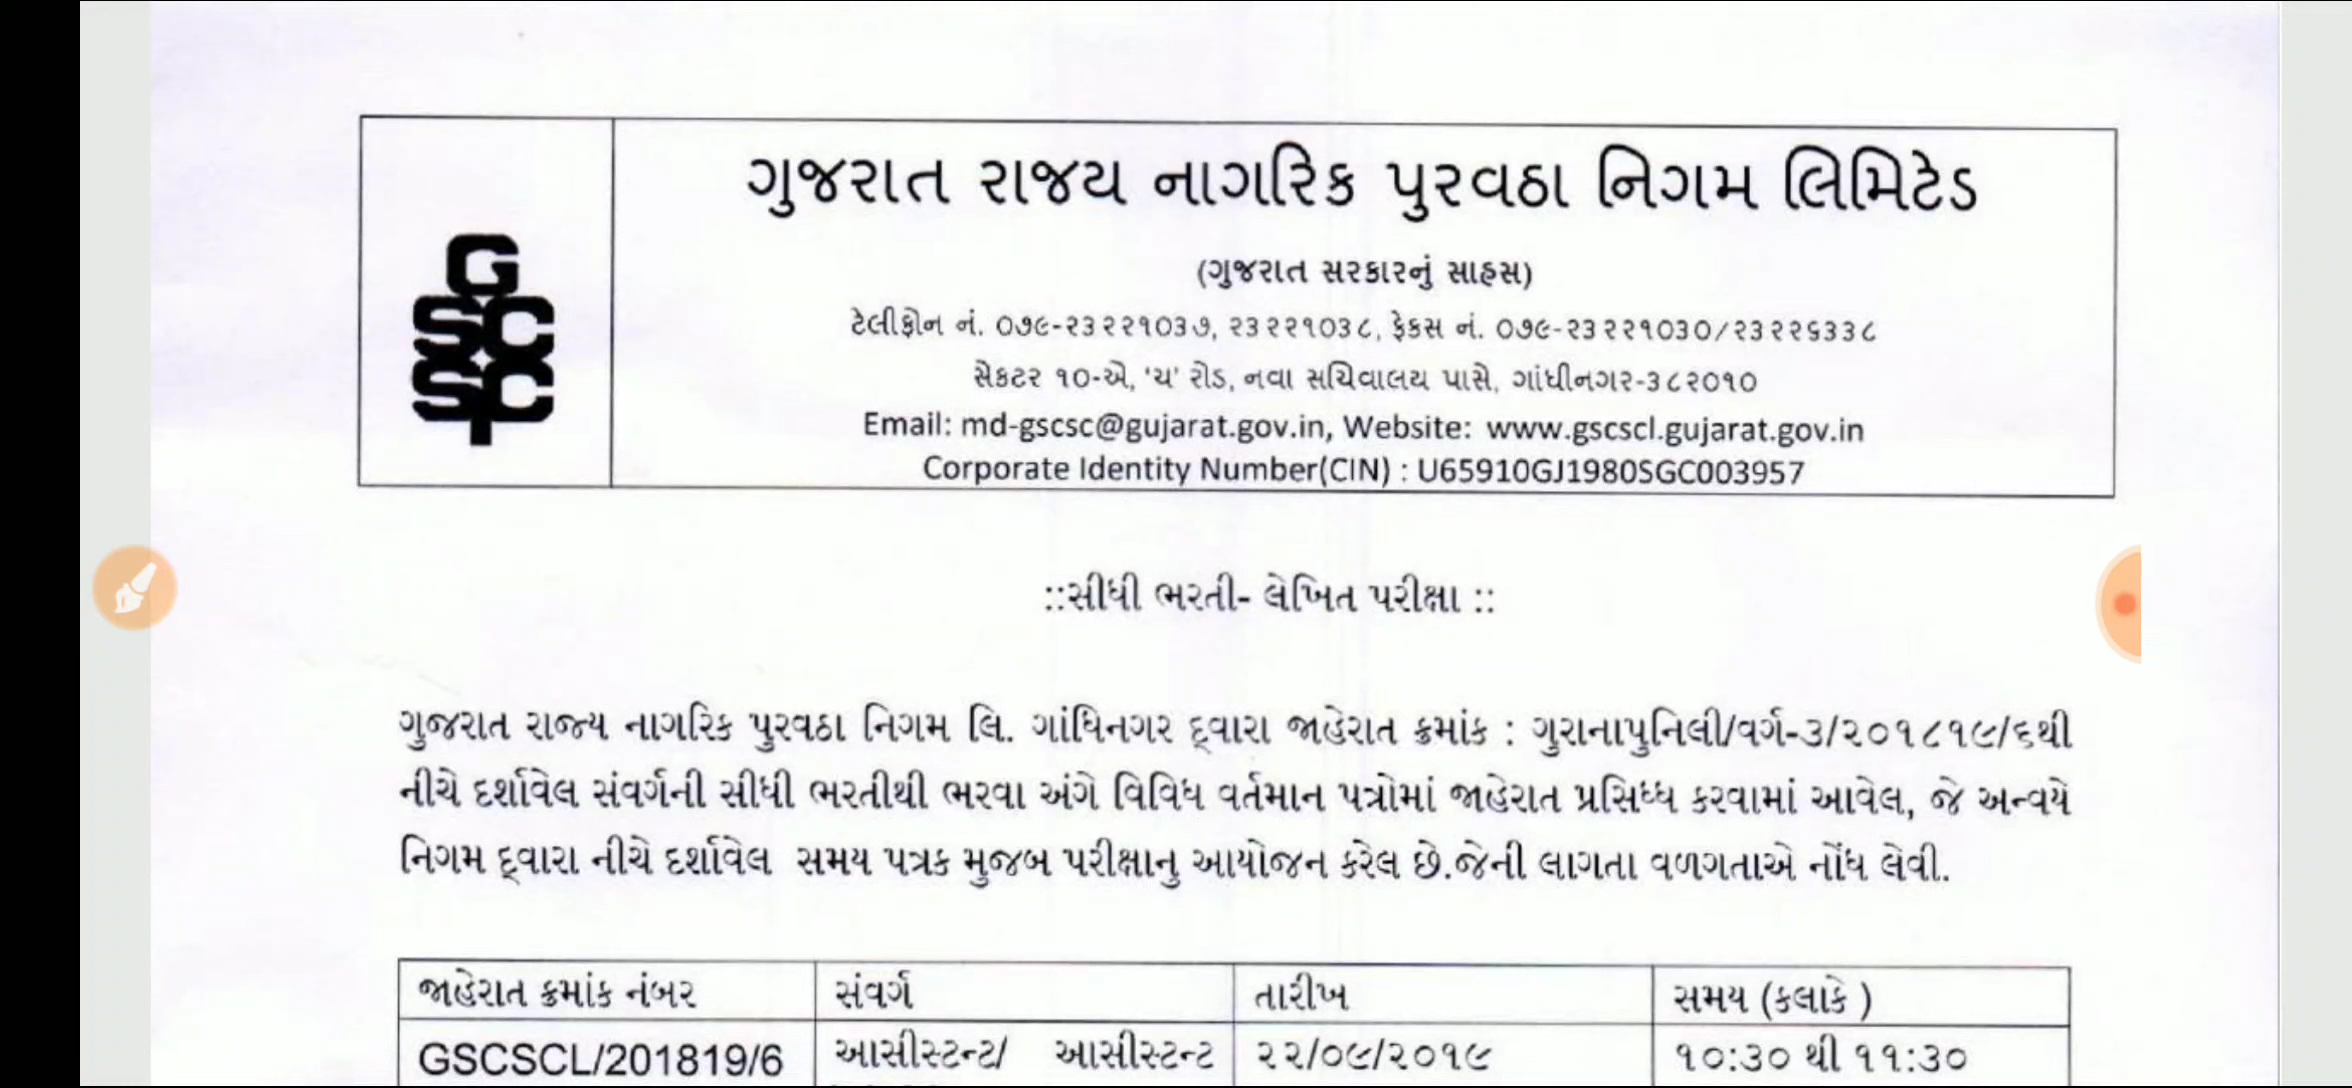 G
SC
SC
L
ગુજરાત રાજય નાગરિક પુરવઠા નિગમ લિમિટેડ
(ગુજરાત સરકારનું સાહસ)
ટેલીફોન નં. ૦૭૯-૨૩૨૨૧૦૩૭, ૨૩૨૨૧૦૩૮, ફેકસ નં. ૦૭૯-૨૩૨૨૧૦૩૦/૨૩૨૨૬૩૩૮
સેકટર ૧૦-એ, 'ચ' રોડ, નવા સચિવાલય પાસે, ગાંધીનગર-૩૮૨૦૧૦
Email: md-gscsc@gujarat.gov.in, Website: www.gscscl.gujarat.gov.in
Corporate Identity Number(CIN) : U65910GJ1980SGC003957
::સીધી ભરતી- લેખિત પરીક્ષા ::
ગુજરાત રાજ્ય નાગરિક પુરવઠા નિગમ લિ. ગાંધિનગર દ્વારા જાહેરાત ક્રમાંક : ગુરાનાપુનિલી/વર્ગ-૩/૨૦૧૮૧૯/૬થી
નીચે દર્શાવેલ સંવર્ગની સીધી ભરતીથી ભરવા અંગે વિવિધ વર્તમાન પત્રોમાં જાહેરાત પ્રસિધ્ધ કરવામાં આવેલ, જે અન્વયે
નિગમ દ્વારા નીચે દર્શાવેલ સમય પત્રક મુજબ પરીક્ષાનુ આયોજન કરેલ છે.જેની લાગતા વળગતાએ નોંધ લેવી.
જાહેરાત ક્રમાંક નંબર સંવર્ગ તારીખ સમય (કલાકે )
GSCSCL/201819/6 આસીસ્ટન્ટ/ આસીસ્ટન્ટ ૨૨/૦૯/૨૦૧૯ ૧૦:૩૦ થી ૧૧:૩૦